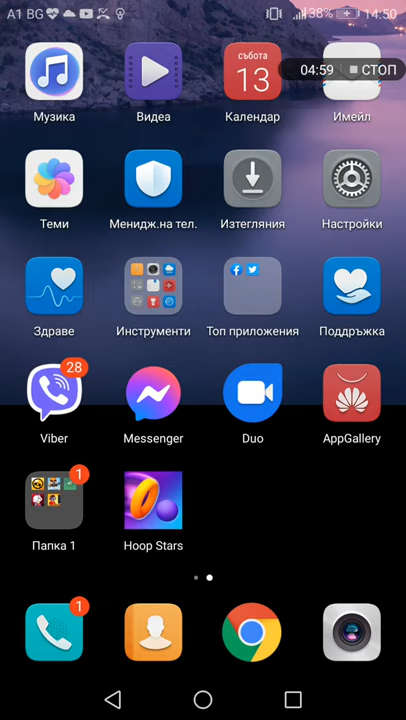 A1 BG 38% 14:50
04:59 СТОП
събота
13
Музика Видеа Календар Имейл
Теми Менидж.на тел. Изтегляния Настройки
Здраве Инструменти Топ приложения Поддръжка
28
Viber Messenger Duo AppGallery
1
Папка 1 Hoop Stars
1